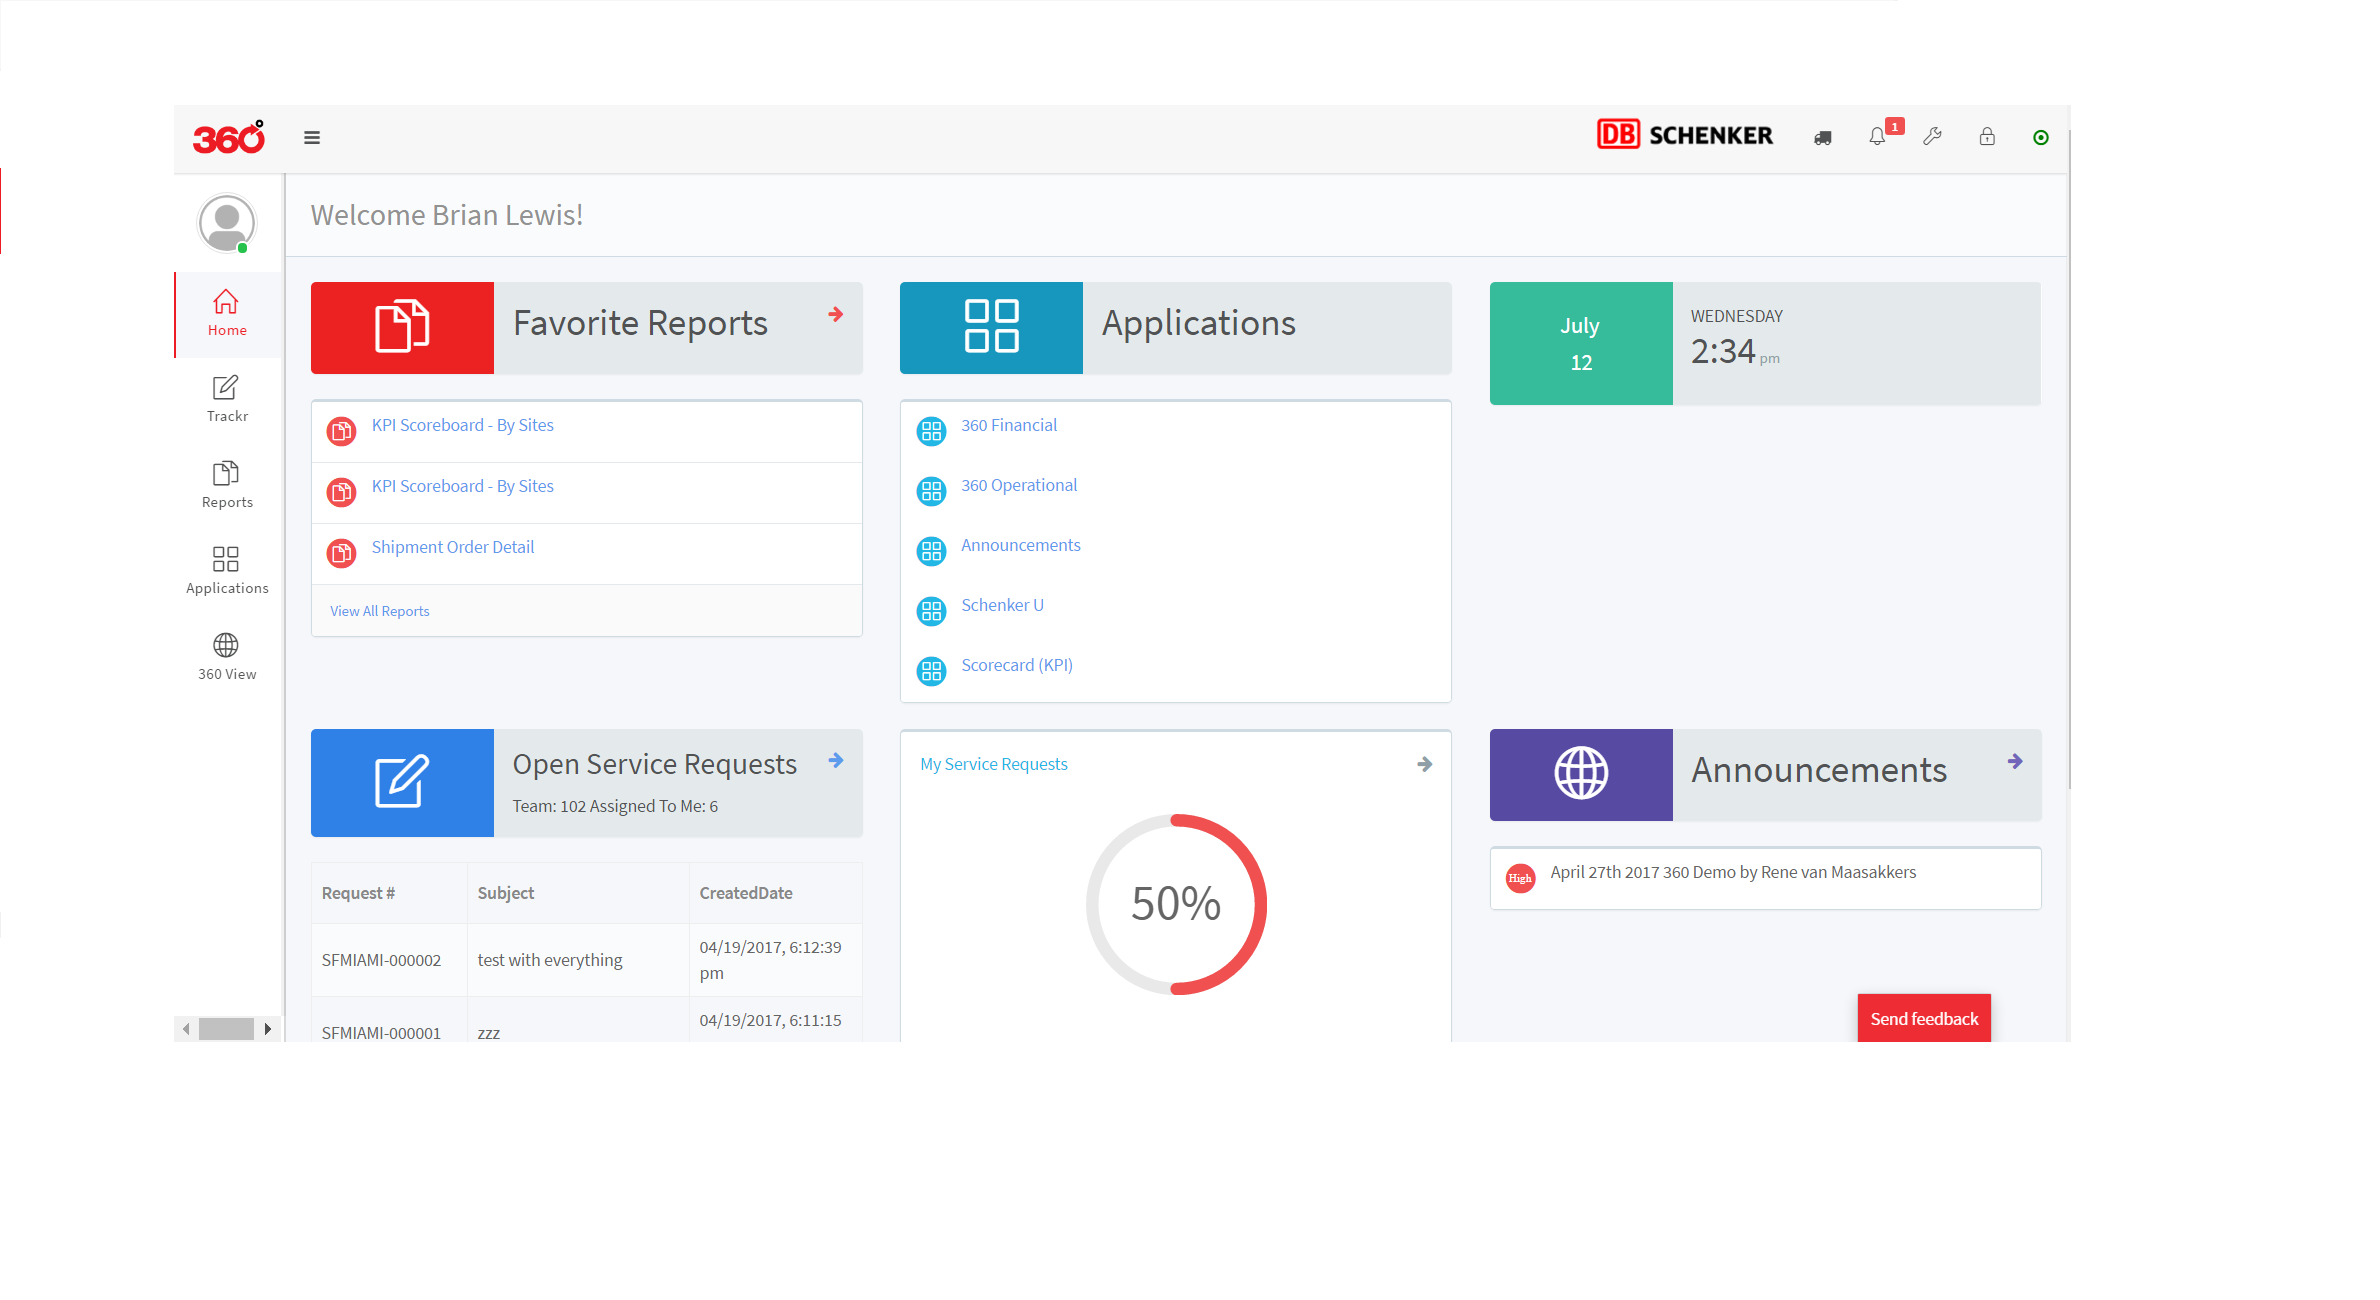 360°
DB SCHENKER
1
Welcome Brian Lewis!
Home
Trackr
Reports
Applications
360 View
Favorite Reports
KPI Scoreboard - By Sites
KPI Scoreboard - By Sites
Shipment Order Detail
View All Reports
Applications
360 Financial
360 Operational
Announcements
Schenker U
Scorecard (KPI)
July
12
WEDNESDAY
2:34 pm
Open Service Requests
Team: 102 Assigned To Me: 6
Request # Subject CreatedDate
SFMIAMI-000002 test with everything 04/19/2017, 6:12:39
pm
SFMIAMI-000001 zzz 04/19/2017, 6:11:15
My Service Requests
50%
Announcements
High April 27th 2017 360 Demo by Rene van Maasakkers
Send feedback